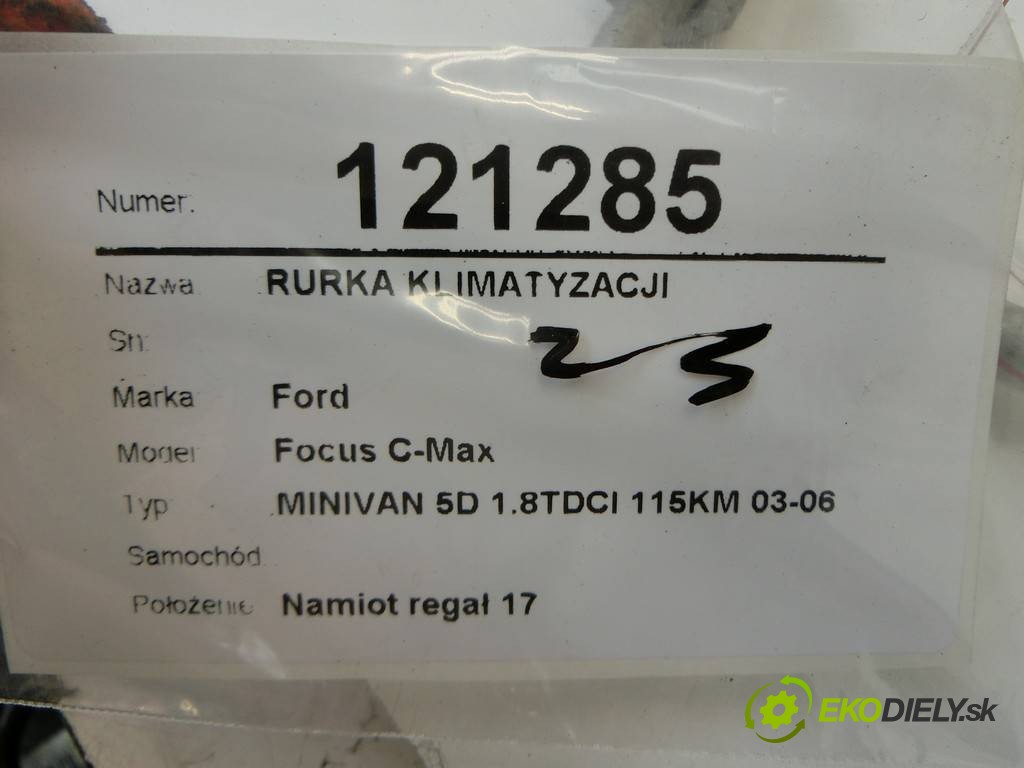 Numer: 121285
Nazwa RURKA KLIMATYZACJI
Sn:
23
Marka Ford
Model Focus C-Max
Typ MINIVAN 5D 1.8TDCI 115KM 03-06
Samochód
Położenie Namiot regał 17
EKODIELY.sk